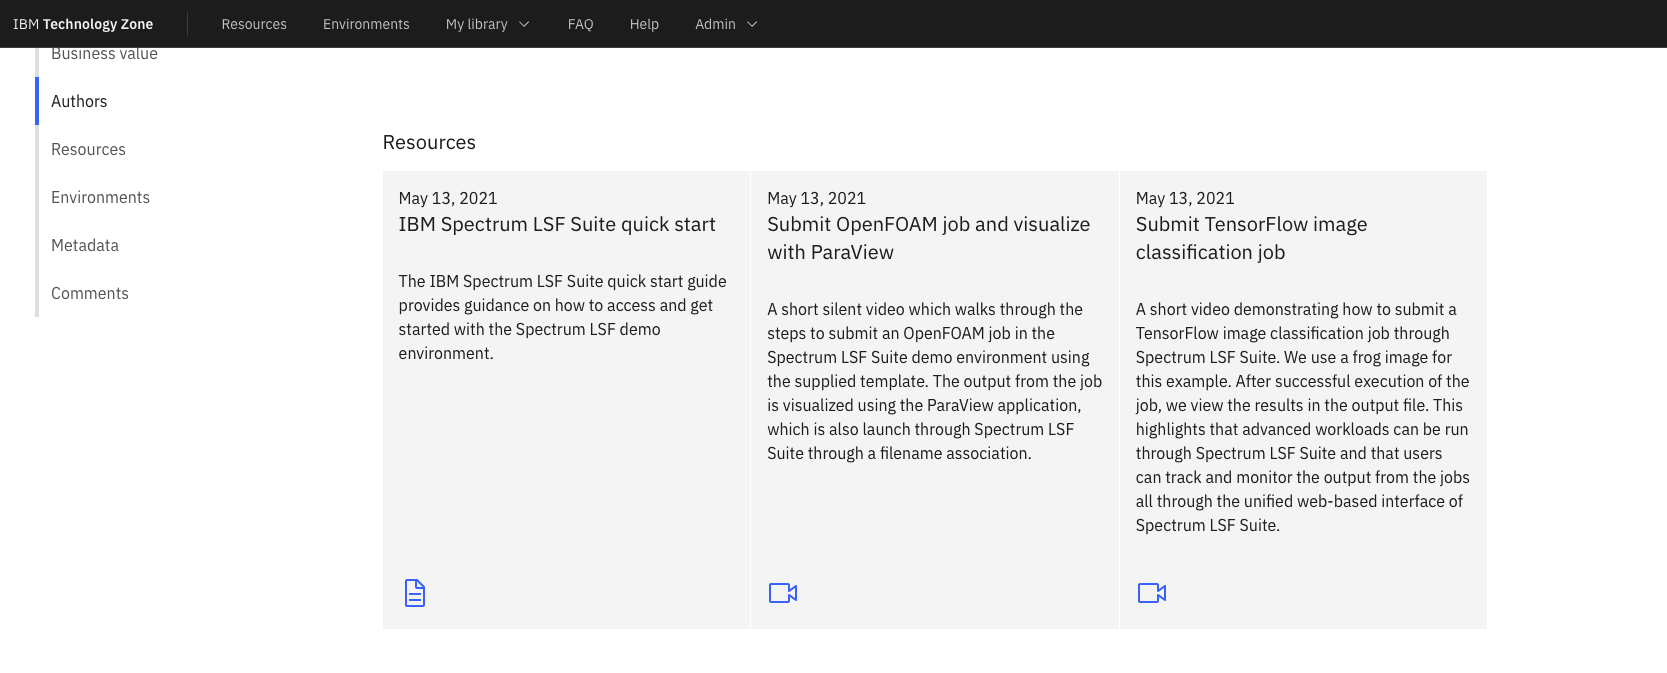 IBM Technology Zone
Resources
Environments
My library
FAQ
Help
Admin
Business value
Authors
Resources
Environments
Metadata
Comments
Resources
May 13, 2021
IBM Spectrum LSF Suite quick start
The IBM Spectrum LSF Suite quick start guide
provides guidance on how to access and get
started with the Spectrum LSF demo
environment.
May 13, 2021
Submit OpenFOAM job and visualize
with ParaView
A short silent video which walks through the
steps to submit an OpenFOAM job in the
Spectrum LSF Suite demo environment using
the supplied template. The output from the job
is visualized using the ParaView application,
which is also launch through Spectrum LSF
Suite through a filename association.
May 13, 2021
Submit TensorFlow image
classification job
A short video demonstrating how to submit a
TensorFlow image classification job through
Spectrum LSF Suite. We use a frog image for
this example. After successful execution of the
job, we view the results in the output file. This
highlights that advanced workloads can be run
through Spectrum LSF Suite and that users
can track and monitor the output from the jobs
all through the unified web-based interface of
Spectrum LSF Suite.